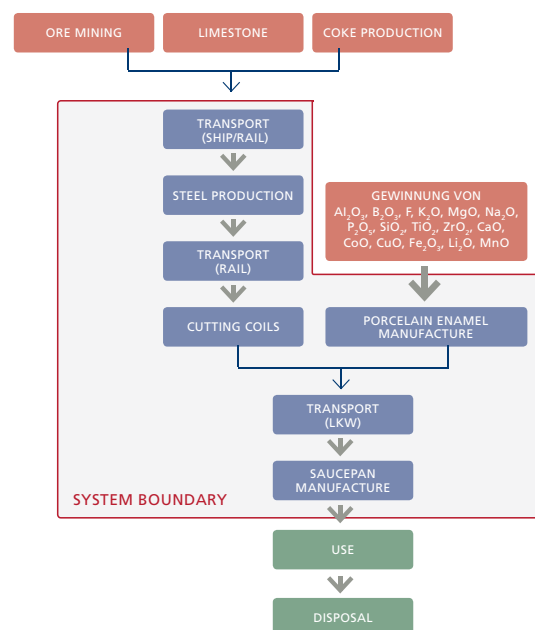 ORE MINING
LIMESTONE
COKE PRODUCTION
TRANSPORT
(SHIP/RAIL)
STEEL PRODUCTION
TRANSPORT
(RAIL)
CUTTING COILS
GEWINNUNG VON
Al₂O₃, B₂O₃, F, K₂O, MgO, Na₂O,
P₂O₅, SiO₂, TiO₂, ZrO₂, CaO,
CoO, CuO, Fe₂O₃, Li₂O, MnO
PORCELAIN ENAMEL
MANUFACTURE
TRANSPORT
(LKW)
SAUCEPAN
MANUFACTURE
SYSTEM BOUNDARY
USE
DISPOSAL